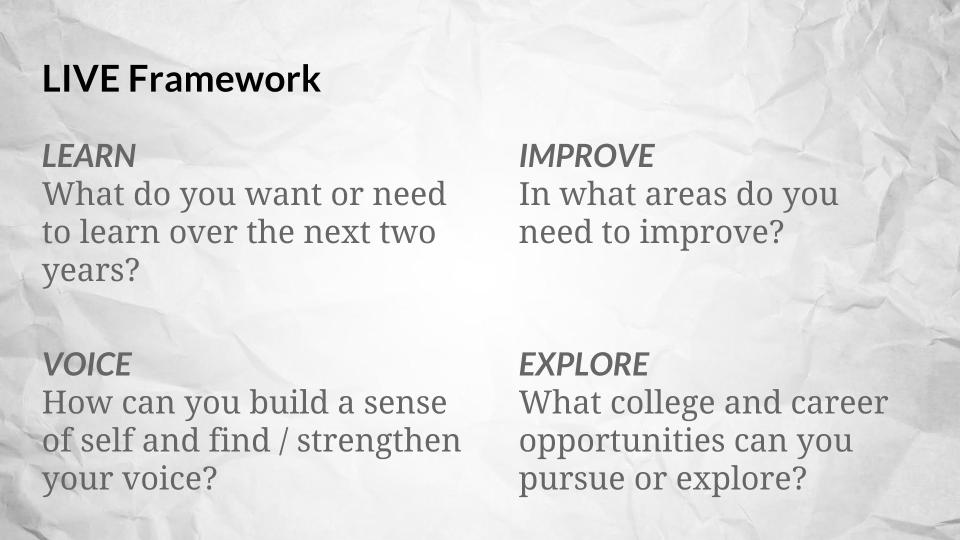 LIVE Framework
LEARN
What do you want or need
to learn over the next two
years?
IMPROVE
In what areas do you
need to improve?
VOICE
How can you build a sense
of self and find / strengthen
your voice?
EXPLORE
What college and career
opportunities can you
pursue or explore?